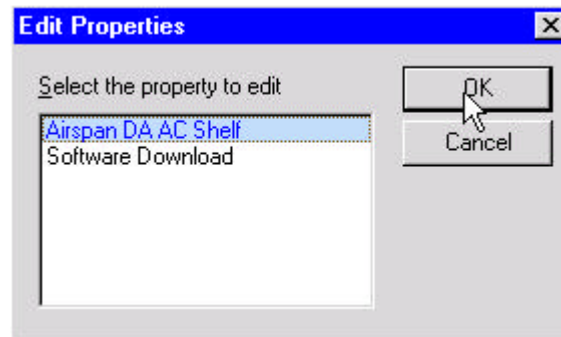 Edit Properties
Select the property to edit
Airspan DA AC Shelf
Software Download
OK
Cancel